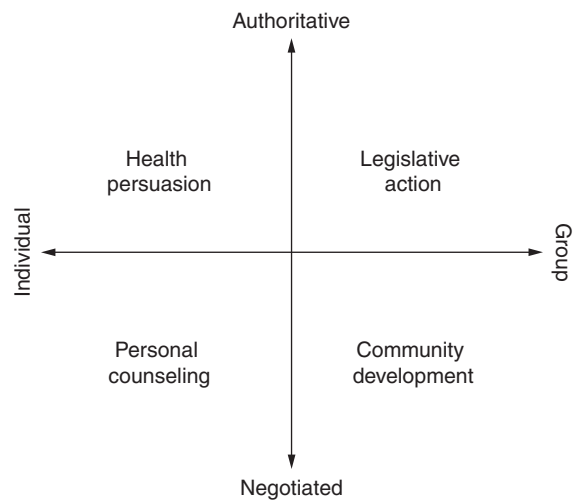 Authoritative
Health
persuasion
Legislative
action
Individual
Group
Personal
counseling
Community
development
Negotiated